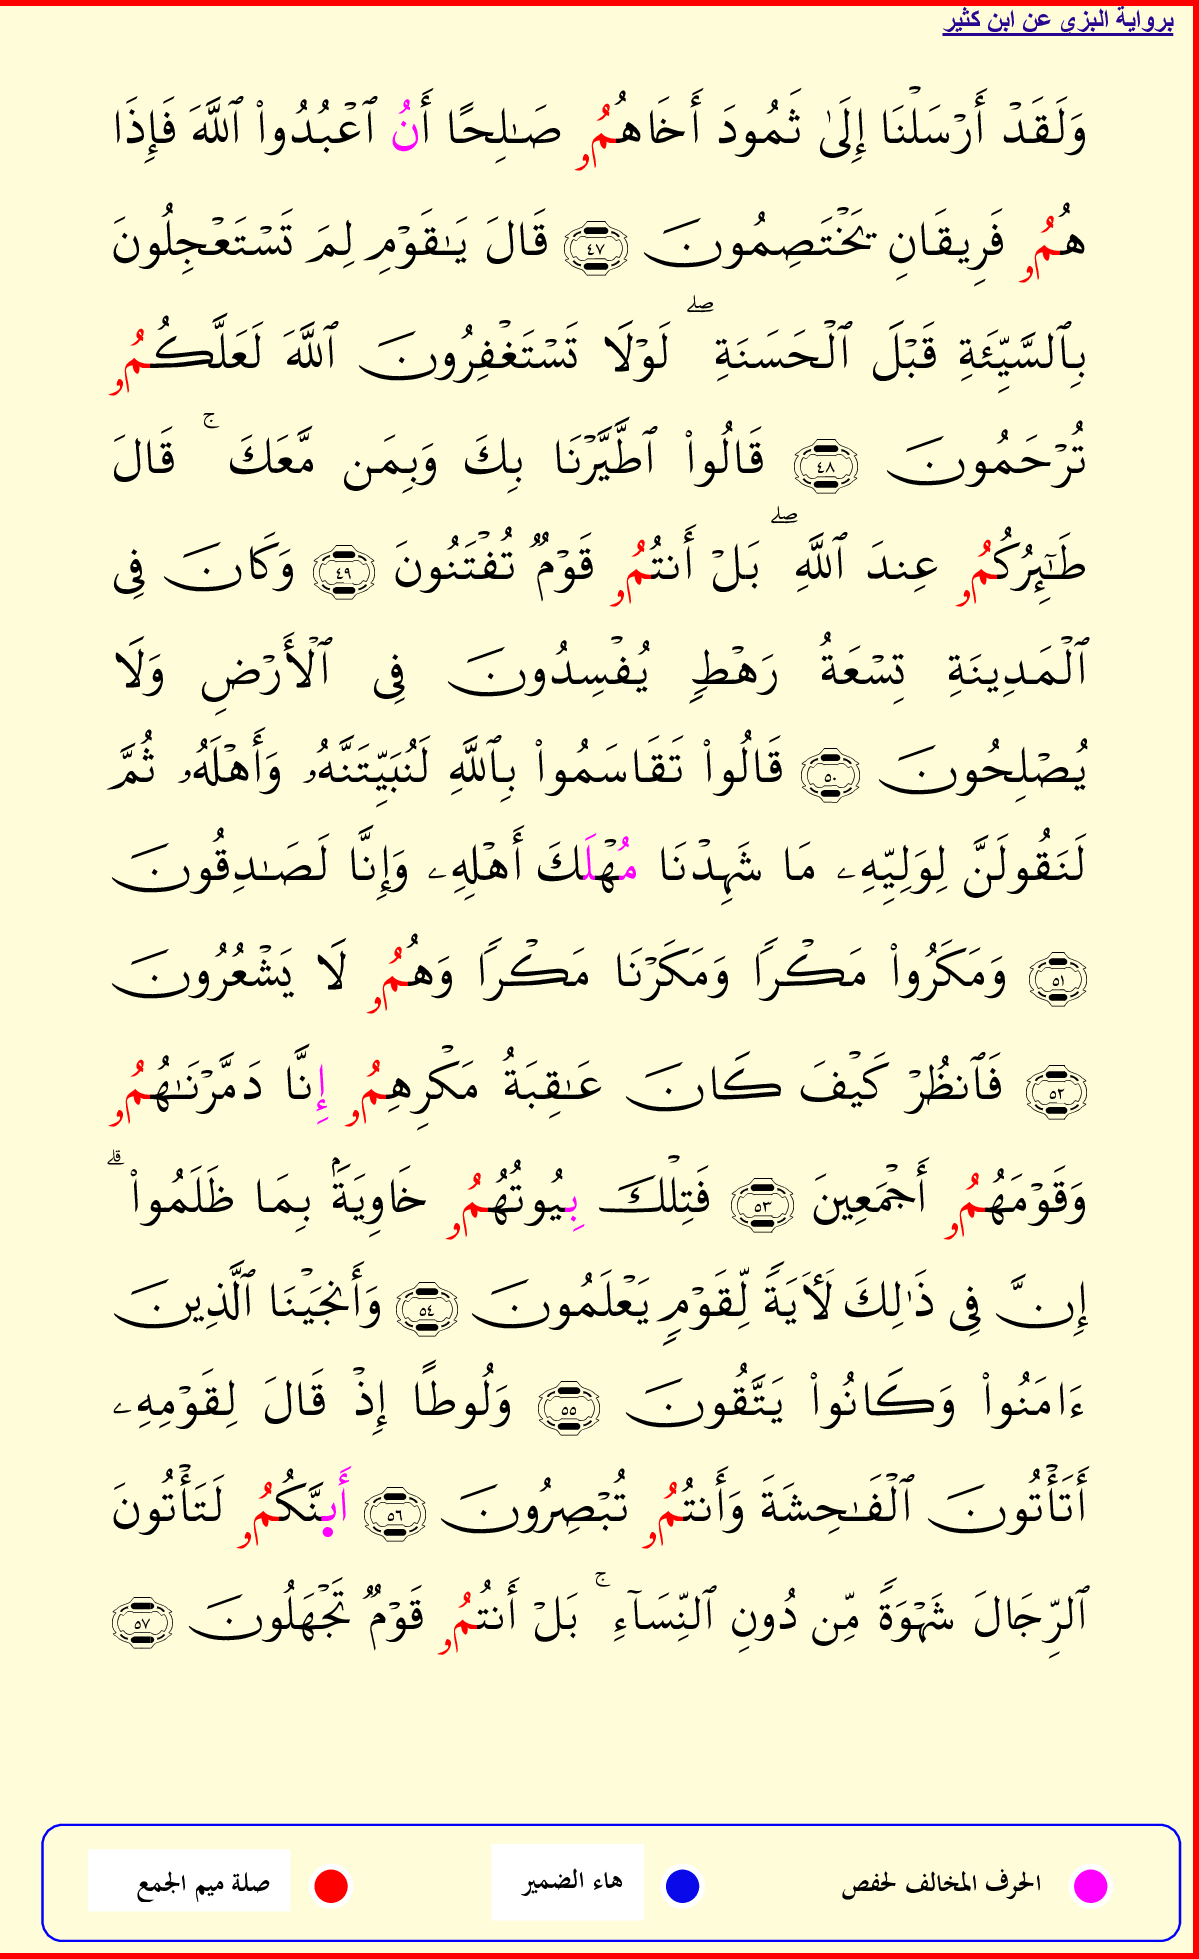 برواية البزي عن ابن كثير
وَلَقَدۡ أَرۡسَلۡنَا إِلَىٰ ثَمُودَ أَخَاهُمُۥ صَـٰلِحًا أَنُ ٱعۡبُدُوا۟ ٱللَّهَ فَإِذَا
هُمُۥ فَرِيقَانِ يَخۡتَصِمُونَ ٤٧ قَالَ يَـٰقَوۡمِ لِمَ تَسۡتَعۡجِلُونَ
بِٱلسَّيِّئَةِ قَبۡلَ ٱلۡحَسَنَةِۖ لَوۡلَا تَسۡتَغۡفِرُونَ ٱللَّهَ لَعَلَّكُمُۥ
تُرۡحَمُونَ ٤٨ قَالُوا۟ ٱطَّيَّرۡنَا بِكَ وَبِمَن مَّعَكَۚ قَالَ
طَـٰٓئِرُكُمُۥ عِندَ ٱللَّهِۖ بَلۡ أَنتُمُۥ قَوۡمٌ تُفۡتَنُونَ ٤٩ وَكَانَ فِى
ٱلۡمَدِينَةِ تِسۡعَةُ رَهۡطٍ يُفۡسِدُونَ فِى ٱلۡأَرۡضِ وَلَا
يُصۡلِحُونَ ٥٠ قَالُوا۟ تَقَاسَمُوا۟ بِٱللَّهِ لَنُبَيِّتَنَّهُۥ وَأَهۡلَهُۥ ثُمَّ
لَنَقُولَنَّ لِوَلِيِّهِۦ مَا شَهِدۡنَا مُهۡلَكَ أَهۡلِهِۦ وَإِنَّا لَصَـٰدِقُونَ
٥١ وَمَكَرُوا۟ مَكۡرًا وَمَكَرۡنَا مَكۡرًا وَهُمُۥ لَا يَشۡعُرُونَ
٥٢ فَٱنظُرۡ كَيۡفَ كَانَ عَـٰقِبَةُ مَكۡرِهِمُۥ إِنَّا دَمَّرۡنَـٰهُمُۥ
وَقَوۡمَهُمُۥ أَجۡمَعِينَ ٥٣ فَتِلۡكَ بِيُوتُهُمُۥ خَاوِيَةَۢ بِمَا ظَلَمُوا۟ۗ
إِنَّ فِى ذَٰلِكَ لَأَيَةً لِّقَوۡمٍ يَعۡلَمُونَ ٥٤ وَأَنجَيۡنَا ٱلَّذِينَ
ءَامَنُوا۟ وَكَانُوا۟ يَتَّقُونَ ٥٥ وَلُوطًا إِذۡ قَالَ لِقَوۡمِهِۦ
أَتَأۡتُونَ ٱلۡفَـٰحِشَةَ وَأَنتُمُۥ تُبۡصِرُونَ ٥٦ أَىِٕنَّكُمُۥ لَتَأۡتُونَ
ٱلرِّجَالَ شَهۡوَةً مِّن دُونِ ٱلنِّسَآءِۚ بَلۡ أَنتُمُۥ قَوۡمٌ تَجۡهَلُونَ ٥٧
الحرف المخالف لحفص هاء الضمير صلة ميم الجمع